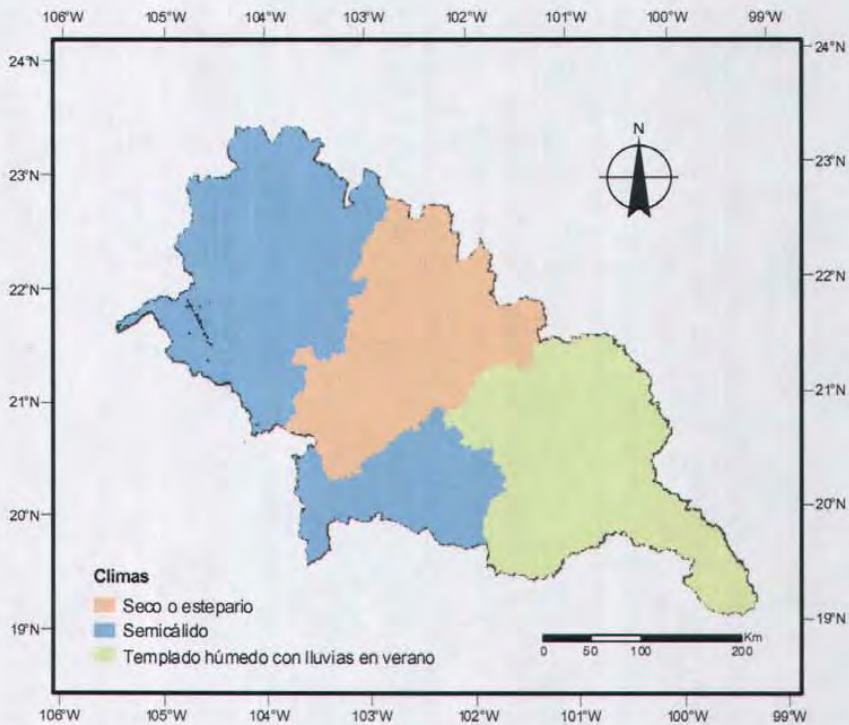 106°W 105°W 104°W 103°W 102°W 101°W 100°W 99°W
24°N 24°N
N
23°N 23°N
22°N 22°N
21°N 21°N
20°N 20°N
Climas
Seco o estepario
Semicálido
Templado húmedo con lluvias en verano
19°N 19°N
Km
0 50 100 200
106°W 105°W 104°W 103°W 102°W 101°W 100°W 99°W